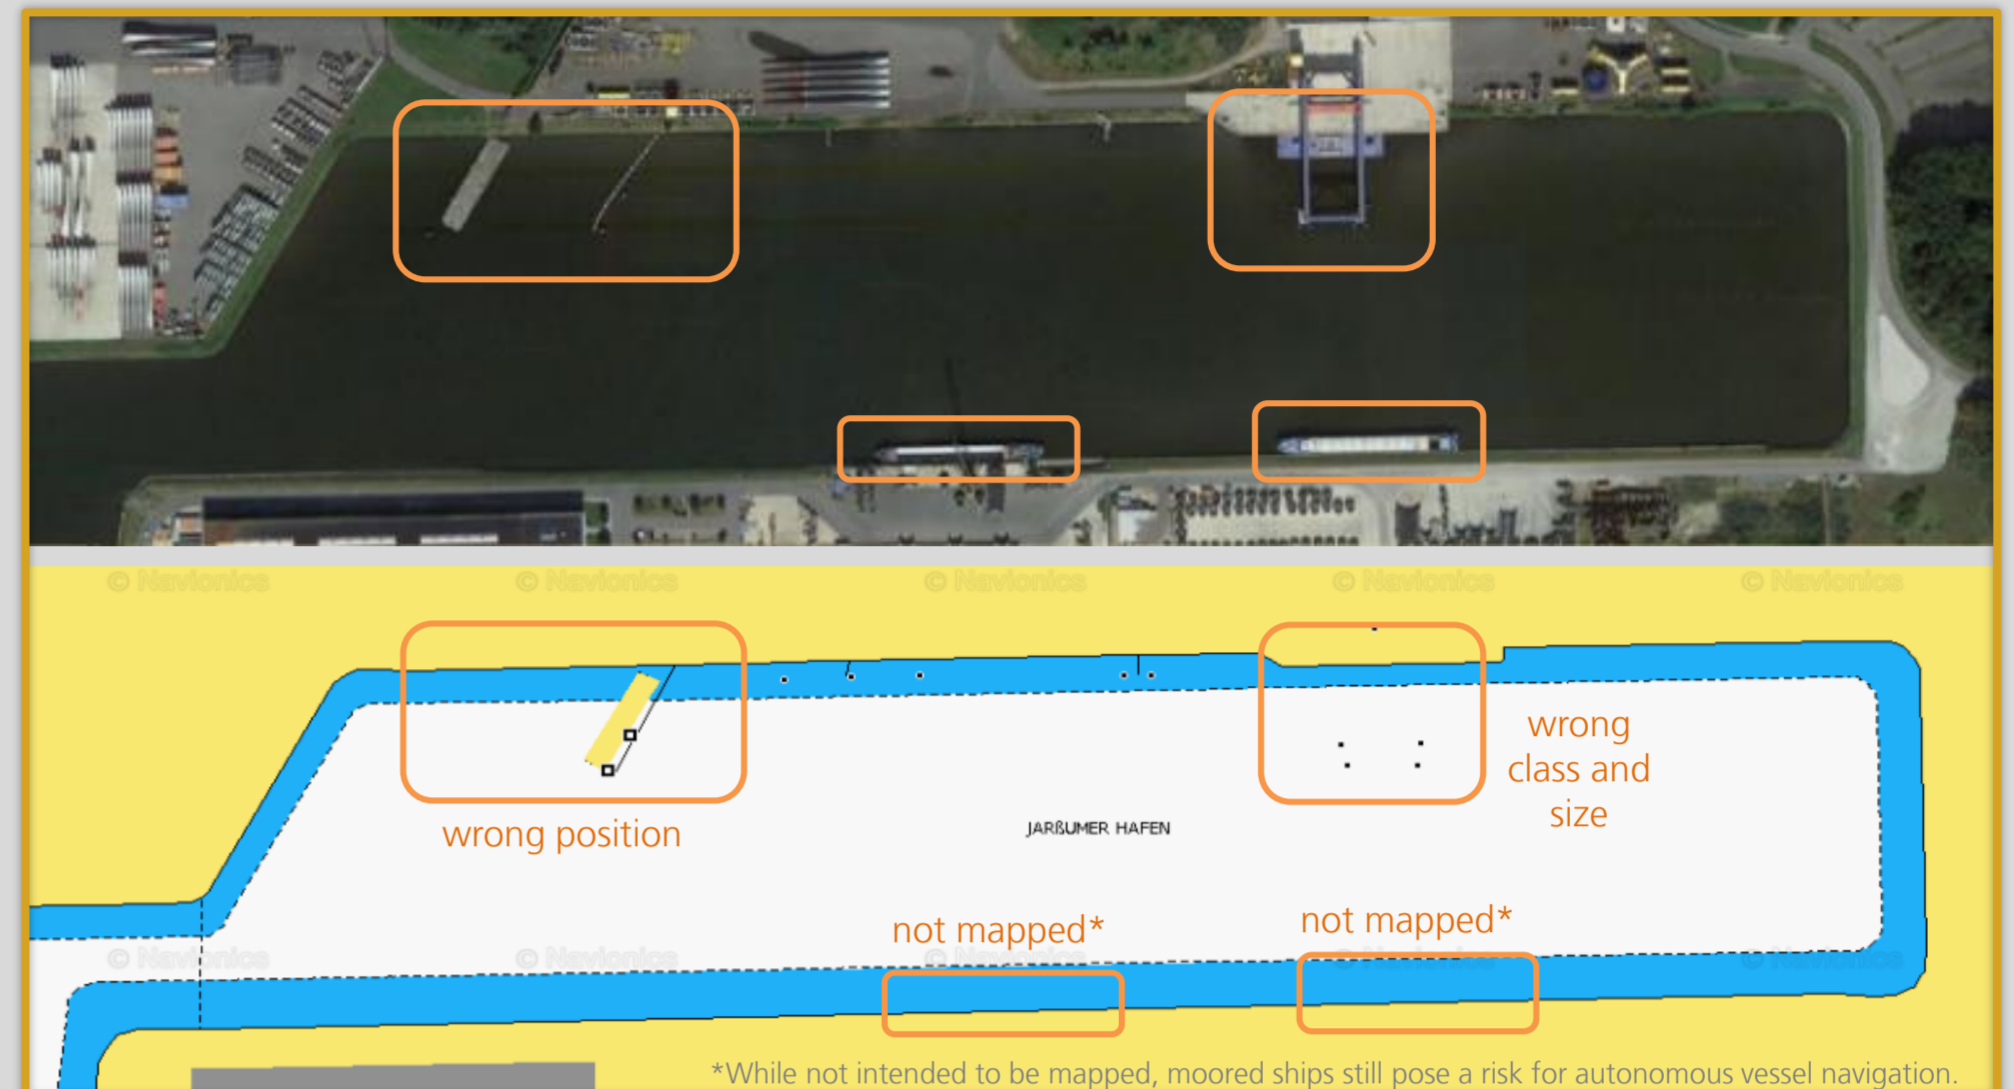 © Navionics © Navionics © Navionics © Navionics © Navionics
wrong
class and
size
JARßUMER HAFEN
wrong position
not mapped*
not mapped*
© Navionics © Navionics © Navionics © Navionics © Navionics
*While not intended to be mapped, moored ships still pose a risk for autonomous vessel navigation.